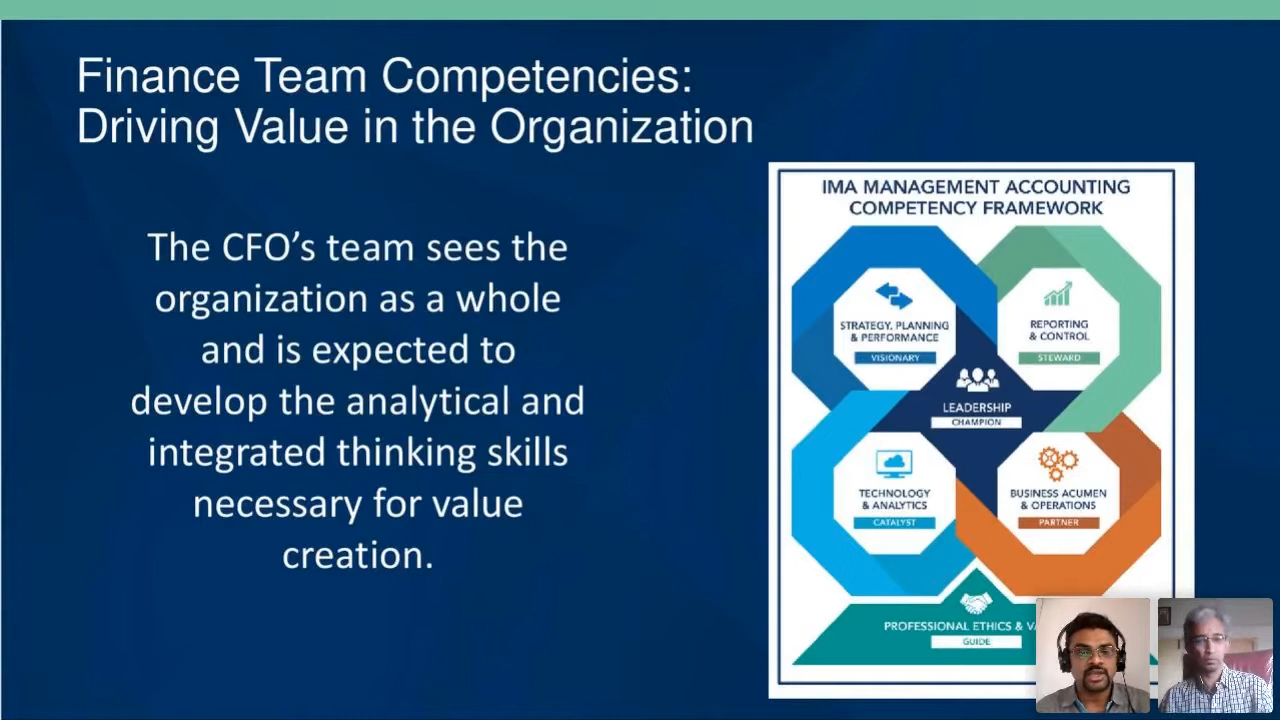 Finance Team Competencies:
Driving Value in the Organization
The CFO’s team sees the
organization as a whole
and is expected to
develop the analytical and
integrated thinking skills
necessary for value
creation.
IMA MANAGEMENT ACCOUNTING
COMPETENCY FRAMEWORK
STRATEGY, PLANNING
& PERFORMANCE
VISIONARY
REPORTING
& CONTROL
STEWARD
LEADERSHIP
CHAMPION
TECHNOLOGY
& ANALYTICS
CATALYST
BUSINESS ACUMEN
& OPERATIONS
PARTNER
PROFESSIONAL ETHICS &
GUIDE